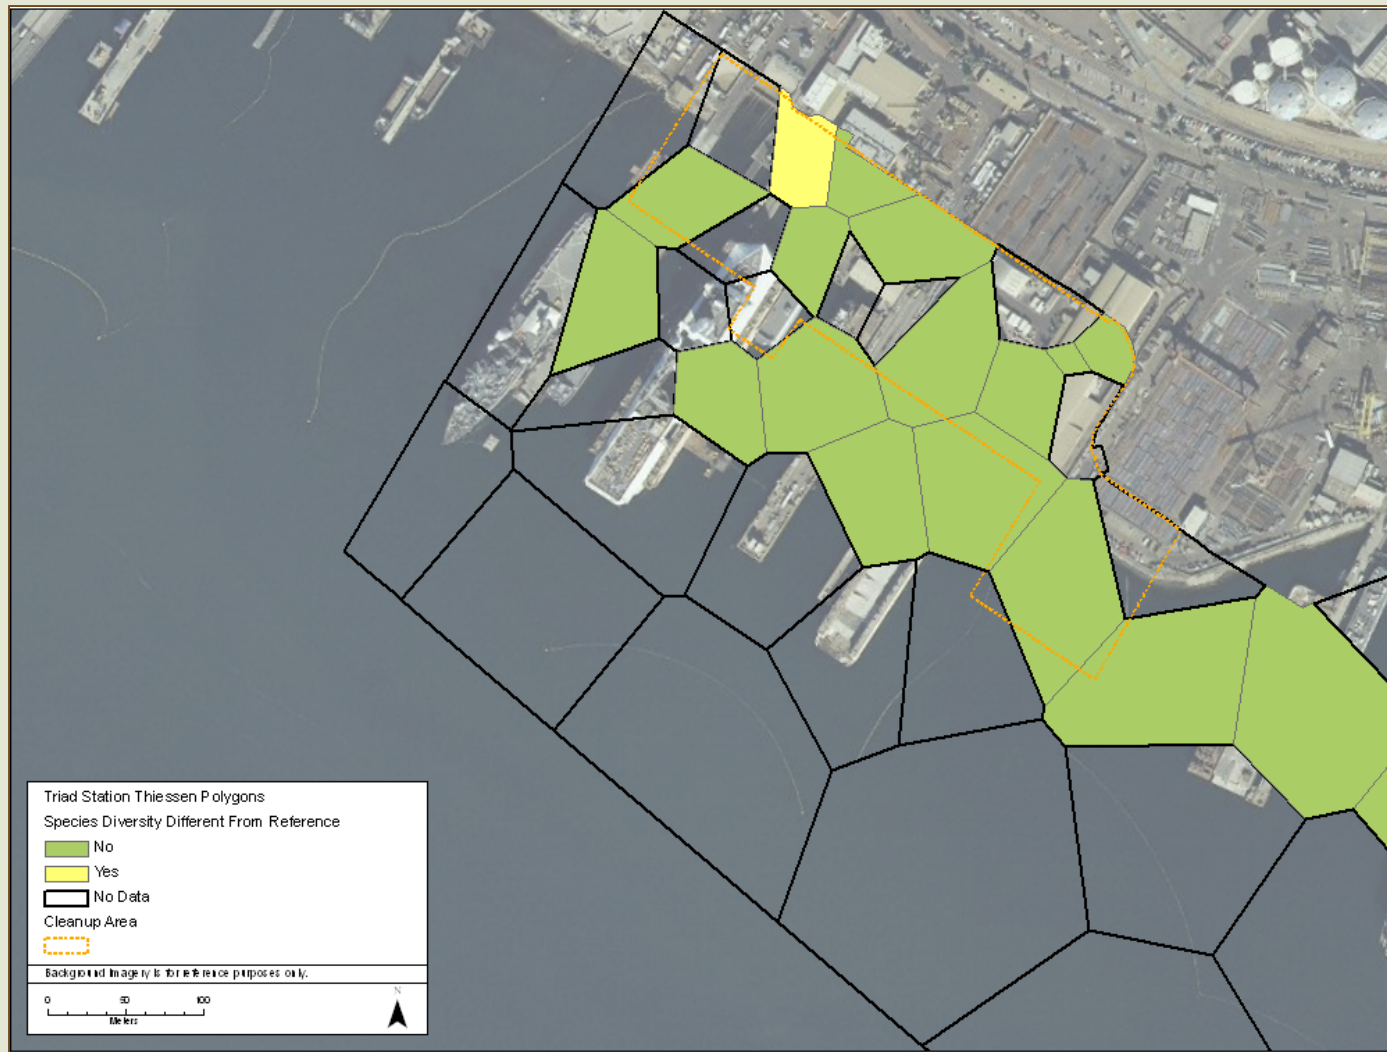 Triad Station Thiessen Polygons
Species Diversity Different From Reference
No
Yes
No Data
Cleanup Area
Background Imagery is for reference purposes only.
N
0 50 100
Meters